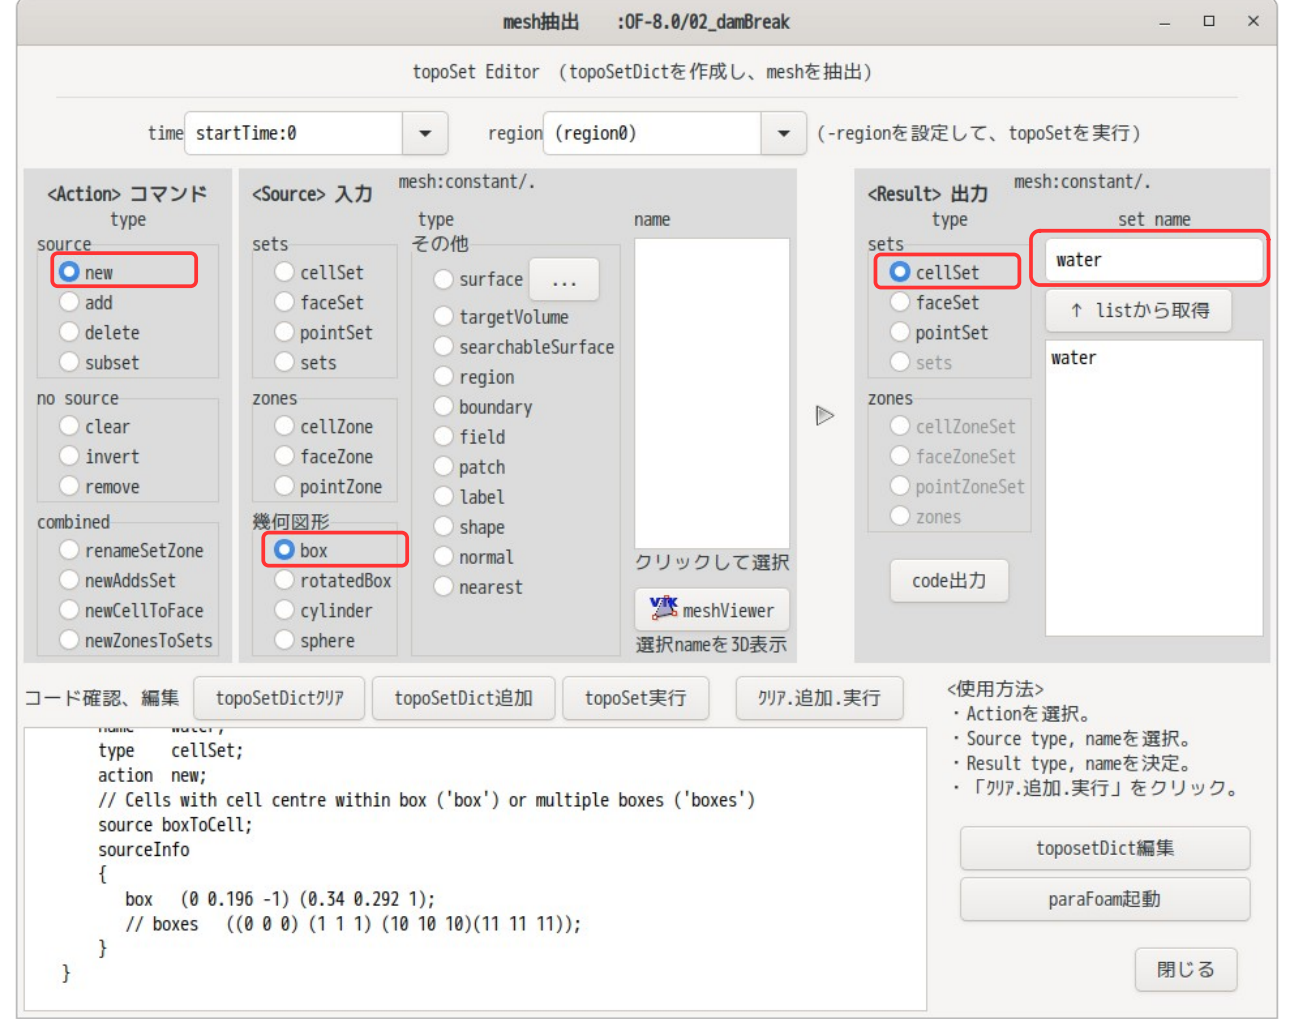 mesh抽出　　:OF-8.0/02_damBreak
topoSet Editor　(topoSetDictを作成し、meshを抽出)
time startTime:0 region (region0) (-regionを設定して、topoSetを実行)
<Action> コマンド
type
source
new
add
delete
subset
no source
clear
invert
remove
combined
renameSetZone
newAddsSet
newCellToFace
newZonesToSets
<Source> 入力
mesh:constant/.
sets
cellSet
faceSet
pointSet
sets
zones
cellZone
faceZone
pointZone
幾何図形
box
rotatedBox
cylinder
sphere
type
その他
surface ...
targetVolume
searchableSurface
region
boundary
field
patch
label
shape
normal
nearest
name
クリックして選択
VTK meshViewer
選択nameを3D表示
<Result> 出力
mesh:constant/.
type
sets
cellSet
faceSet
pointSet
sets
zones
cellZoneSet
faceZoneSet
pointZoneSet
zones
code出力
set name
water
↑ listから取得
water
コード確認、編集 topoSetDictｸﾘｱ topoSetDict追加 topoSet実行 ｸﾘｱ.追加.実行
name water;
type cellSet;
action new;
// Cells with cell centre within box ('box') or multiple boxes ('boxes')
source boxToCell;
sourceInfo
{
box (0 0.196 -1) (0.34 0.292 1);
// boxes ((0 0 0) (1 1 1) (10 10 10)(11 11 11));
}
}
<使用方法>
・Actionを選択。
・Source type, nameを選択。
・Result type, nameを決定。
・「ｸﾘｱ.追加.実行」をクリック。
toposetDict編集
paraFoam起動
閉じる